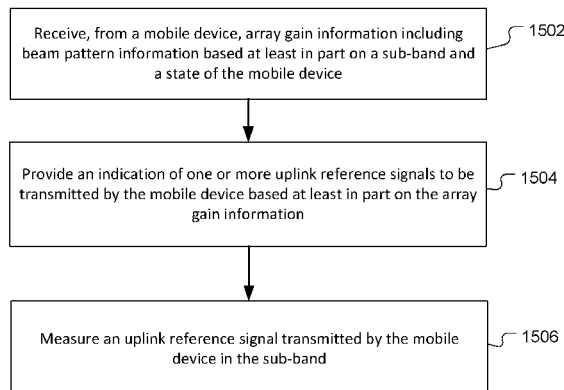 Receive, from a mobile device, array gain information including
beam pattern information based at least in part on a sub-band and
a state of the mobile device
1502
Provide an indication of one or more uplink reference signals to be
transmitted by the mobile device based at least in part on the array
gain information
1504
Measure an uplink reference signal transmitted by the mobile
device in the sub-band
1506